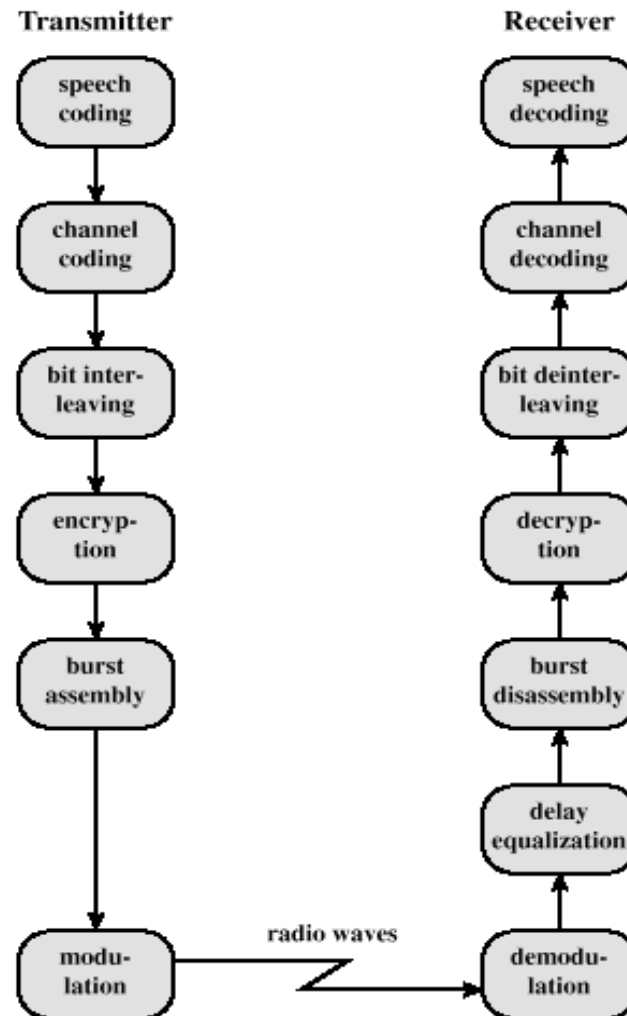 Transmitter
speech
coding
channel
coding
bit inter-
leaving
encryp-
tion
burst
assembly
modu-
lation
radio waves
Receiver
speech
decoding
channel
decoding
bit deinter-
leaving
decryp-
tion
burst
disassembly
delay
equalization
demodu-
lation